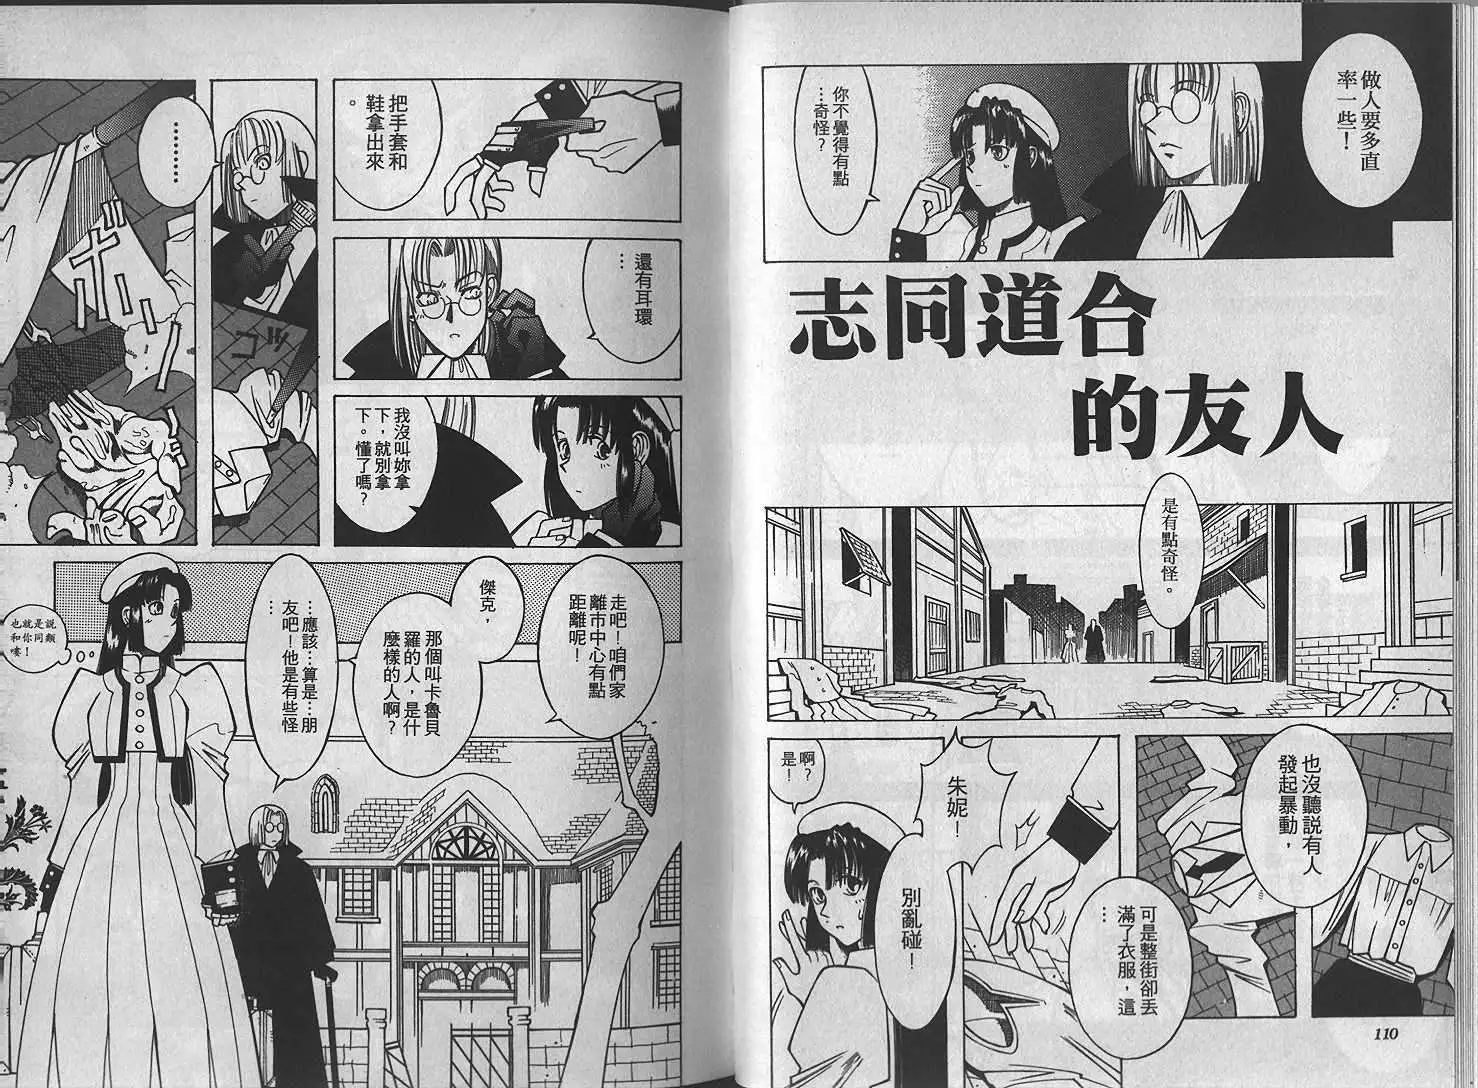 做人要多直
率一些！
你不覺得有點
…奇怪？
志同道合
的友人
是有點奇怪。
也沒聽説有人
發起暴動，
可是整街卻丟
滿了衣服，這
…
朱妮！
別亂碰！
啊？
是！
110
把手套和
鞋拿出來
。
還有耳環
…
我沒叫妳拿
下，就別拿
下。懂了嗎？
………
コッ
ボトッ
走吧！咱們家
離市中心有點
距離呢！
傑克，
那個叫卡魯貝
羅的人，是什
麼樣的人啊？
…應該…算是…朋
友吧！他是有些怪
…
也就是説
和你同類
嘍！